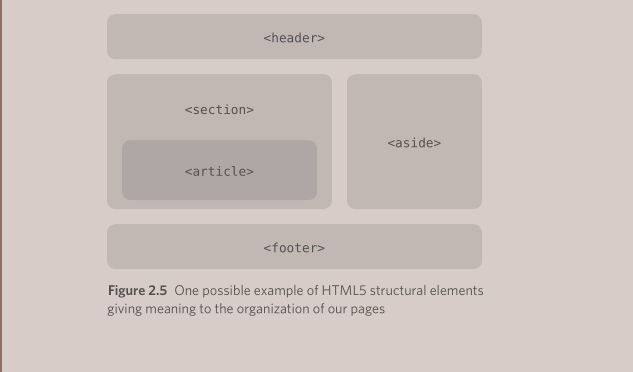 <header>
<section>
<aside>
<article>
<footer>
Figure 2.5 One possible example of HTML5 structural elements
giving meaning to the organization of our pages